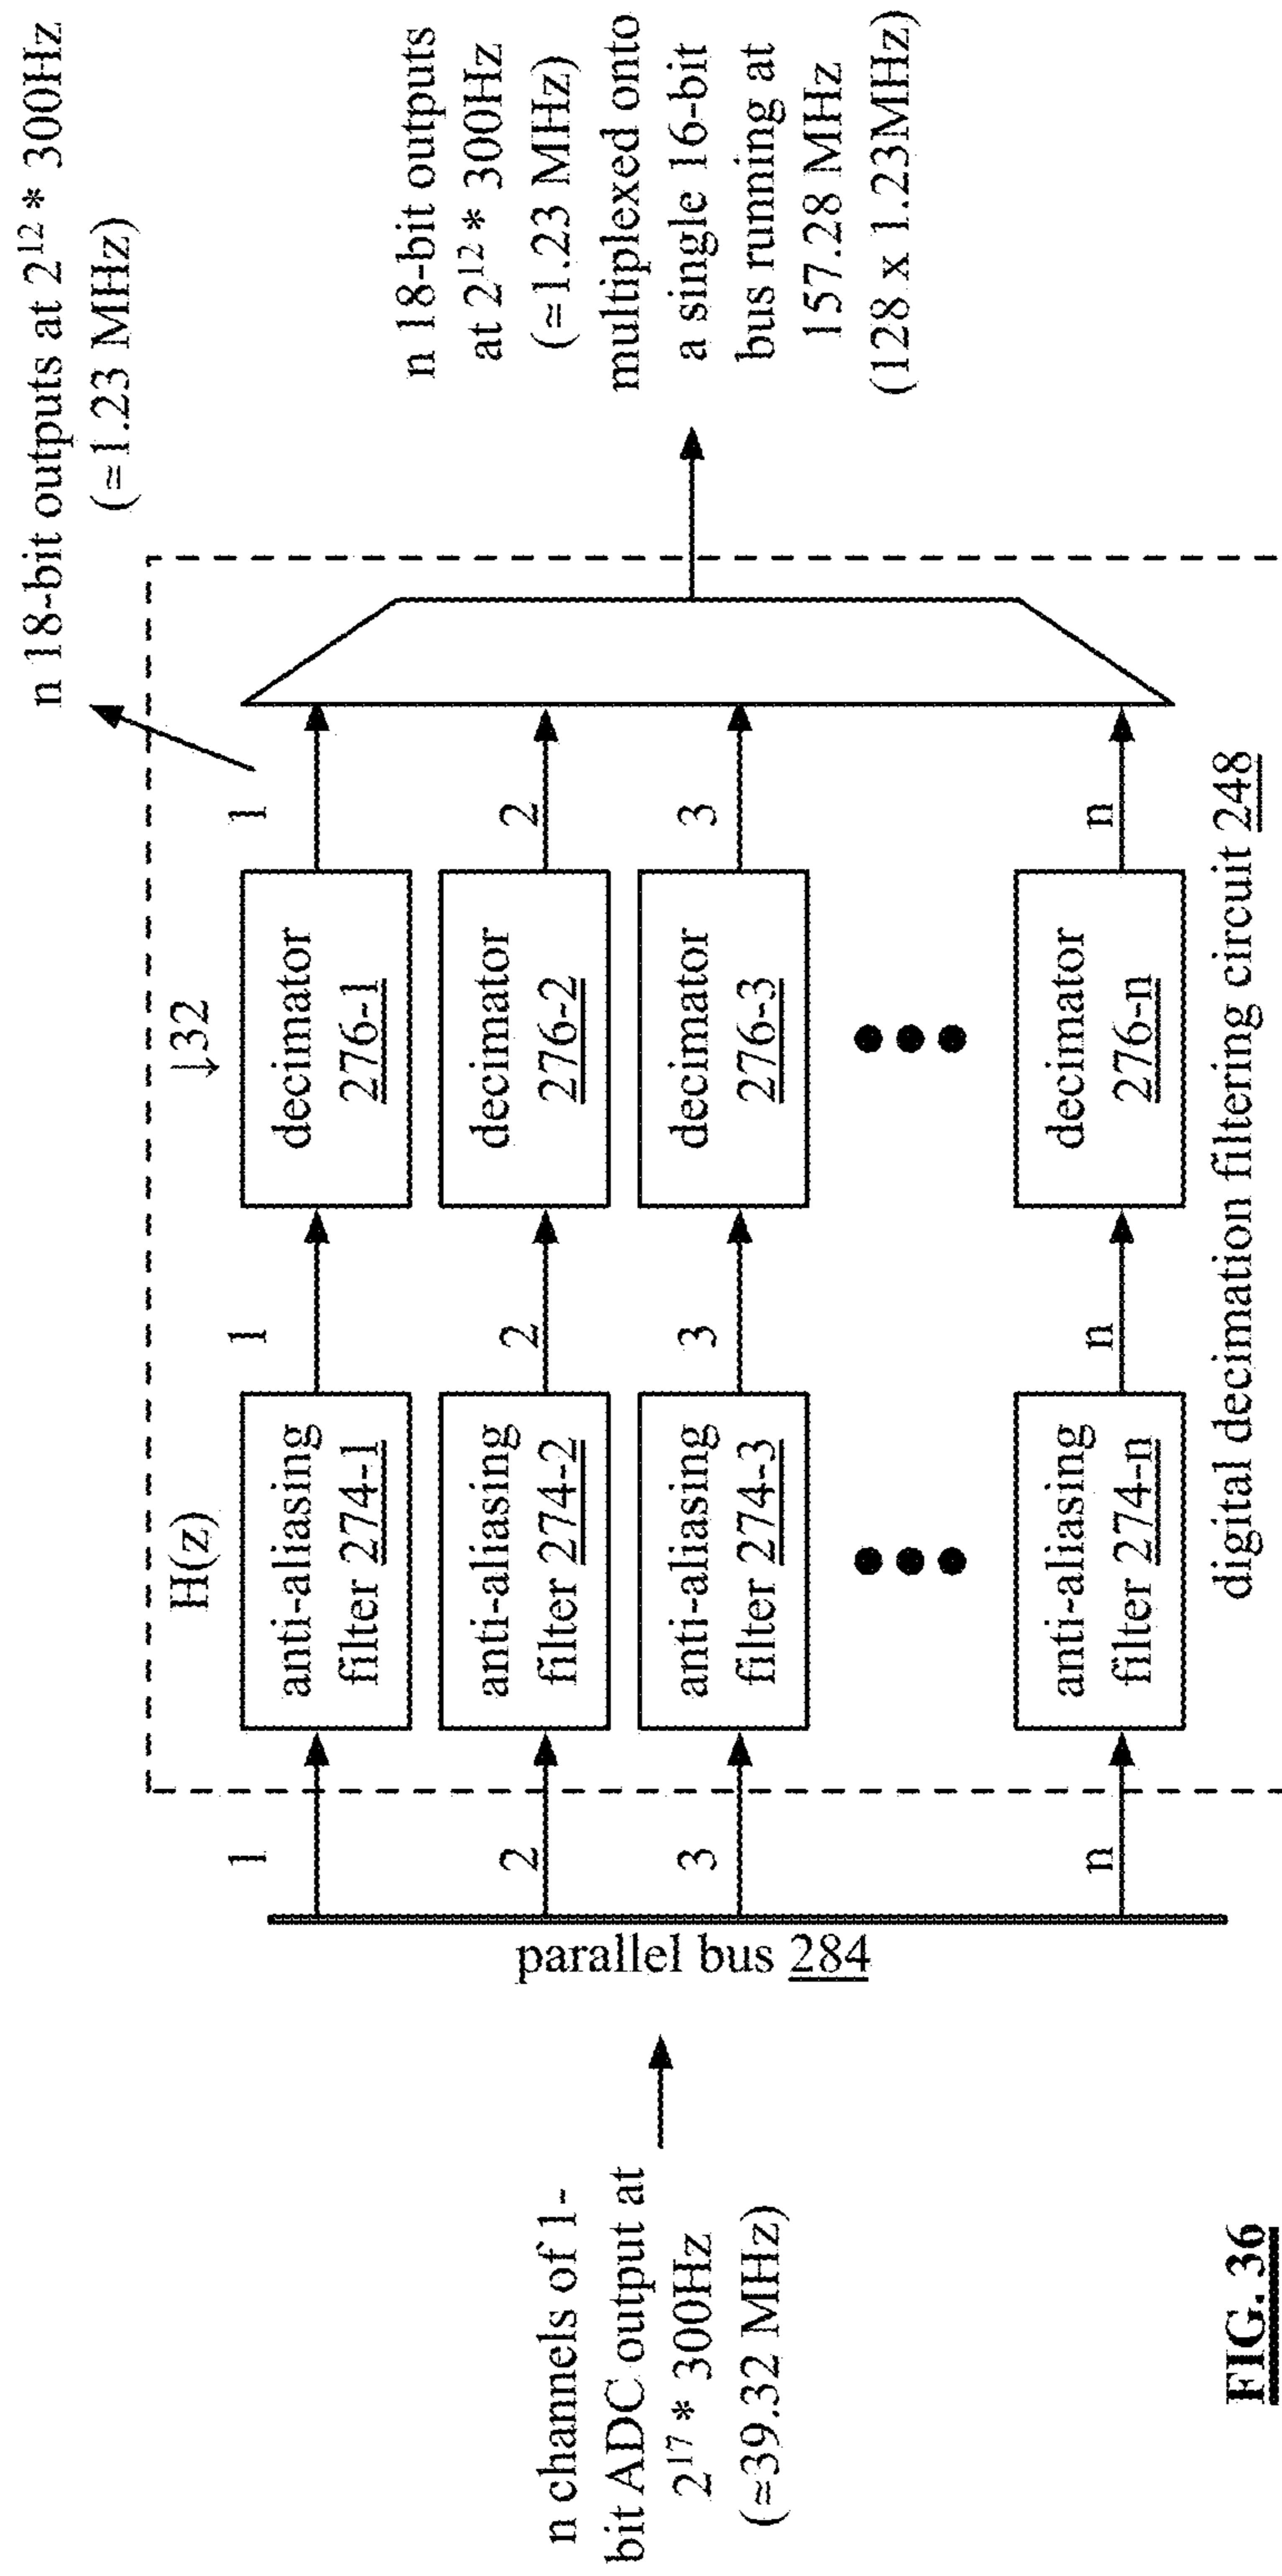 n channels of 1-
bit ADC output at
2¹⁷ * 300Hz
(≃39.32 MHz)
parallel bus 284
1
2
3
n
H(z)
anti-aliasing
filter 274-1
anti-aliasing
filter 274-2
anti-aliasing
filter 274-3
anti-aliasing
filter 274-n
1
2
3
n
↓32
decimator
276-1
decimator
276-2
decimator
276-3
decimator
276-n
1
2
3
n
digital decimation filtering circuit 248
n 18-bit outputs at 2¹² * 300Hz
(≃1.23 MHz)
n 18-bit outputs
at 2¹² * 300Hz
(≃1.23 MHz)
multiplexed onto
a single 16-bit
bus running at
157.28 MHz
(128 x 1.23MHz)
FIG. 36